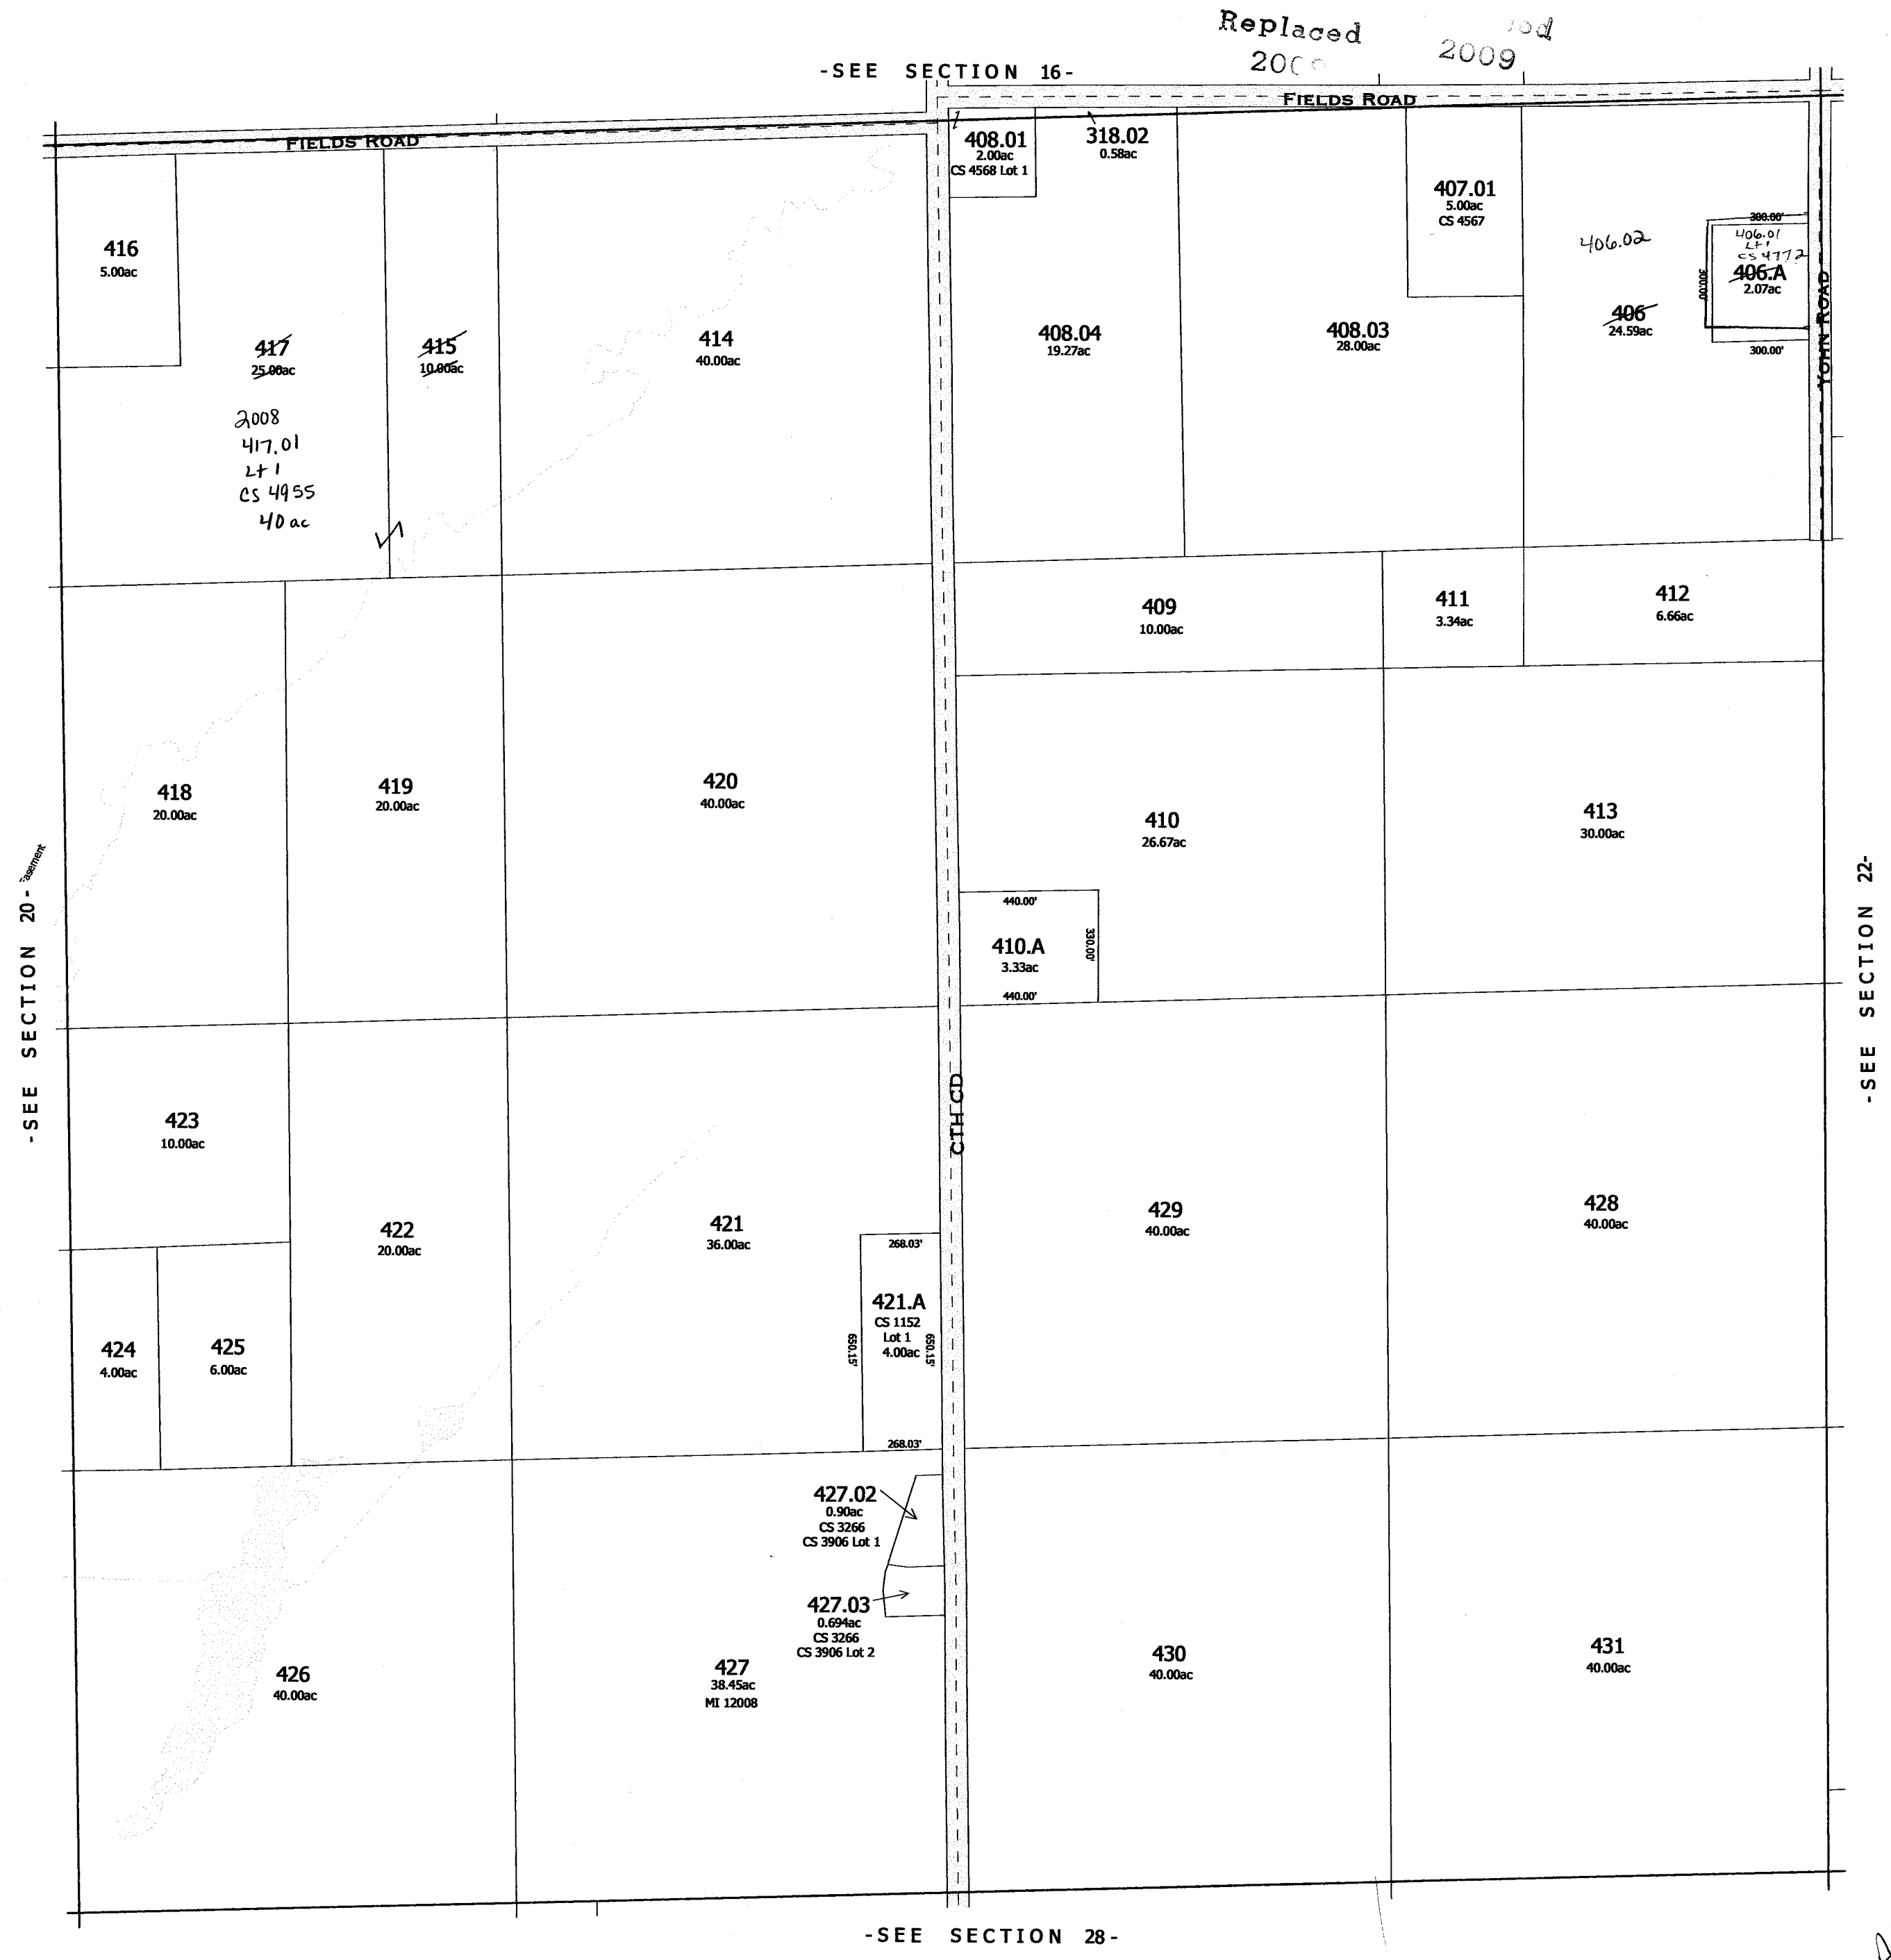 Replaced
2009
-SEE SECTION 16-
FIELDS ROAD
FIELDS ROAD
408.01
2.00ac
CS 4568 Lot 1
318.02
0.58ac
407.01
5.00ac
CS 4567
416
5.00ac
406.02
300.00'
406.01
Lt 1
CS 4772
406.A
2.07ac
300.00'
300.00'
406
24.59ac
YOHN ROAD
417
25.00ac
415
10.00ac
414
40.00ac
408.04
19.27ac
408.03
28.00ac
2008
417.01
Lt 1
CS 4955
40 ac
409
10.00ac
411
3.34ac
412
6.66ac
418
20.00ac
419
20.00ac
420
40.00ac
410
26.67ac
413
30.00ac
-SEE SECTION 20-
-SEE SECTION 22-
440.00'
410.A
3.33ac
330.00'
440.00'
CTH CD
423
10.00ac
422
20.00ac
421
36.00ac
429
40.00ac
428
40.00ac
268.03'
421.A
CS 1152
Lot 1
4.00ac
650.15'
650.15'
268.03'
424
4.00ac
425
6.00ac
427.02
0.90ac
CS 3266
CS 3906 Lot 1
427.03
0.694ac
CS 3266
CS 3906 Lot 2
426
40.00ac
427
38.45ac
MI 12008
430
40.00ac
431
40.00ac
-SEE SECTION 28-